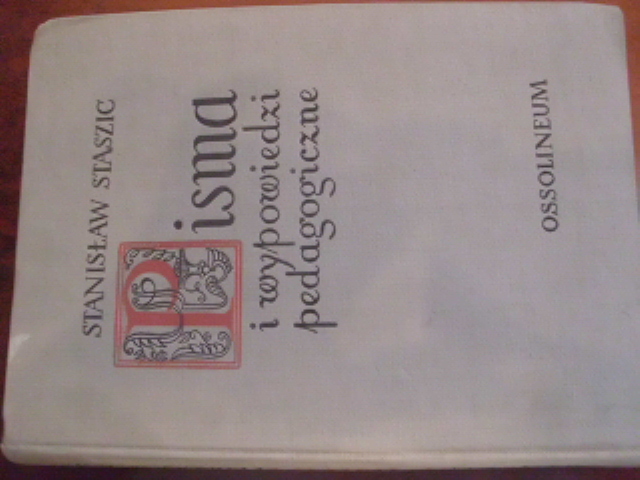 STANISŁAW STASZIC
Pisma
i wypowiedzi
pedagogiczne
OSSOLINEUM